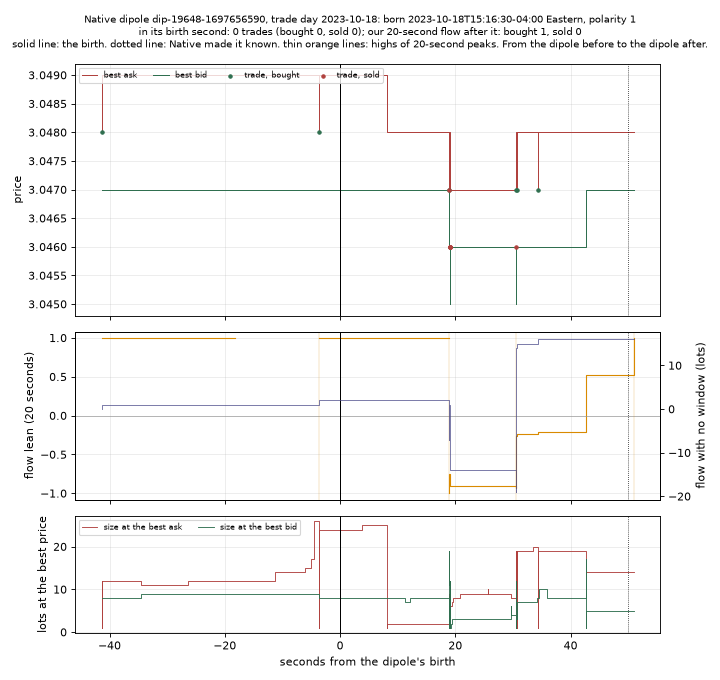 Native dipole dip-19648-1697656590, trade day 2023-10-18: born 2023-10-18T15:16:30-04:00 Eastern, polarity 1
in its birth second: 0 trades (bought 0, sold 0); our 20-second flow after it: bought 1, sold 0
solid line: the birth. dotted line: Native made it known. thin orange lines: highs of 20-second peaks. From the dipole before to the dipole after.
best ask best bid trade, bought trade, sold
3.0490
3.0485
3.0480
3.0475
3.0470
3.0465
3.0460
3.0455
3.0450
price
1.0
0.5
0.0
−0.5
−1.0
flow lean (20 seconds)
10
0
−10
−20
flow with no window (lots)
size at the best ask size at the best bid
20
10
0
lots at the best price
−40 −20 0 20 40
seconds from the dipole's birth